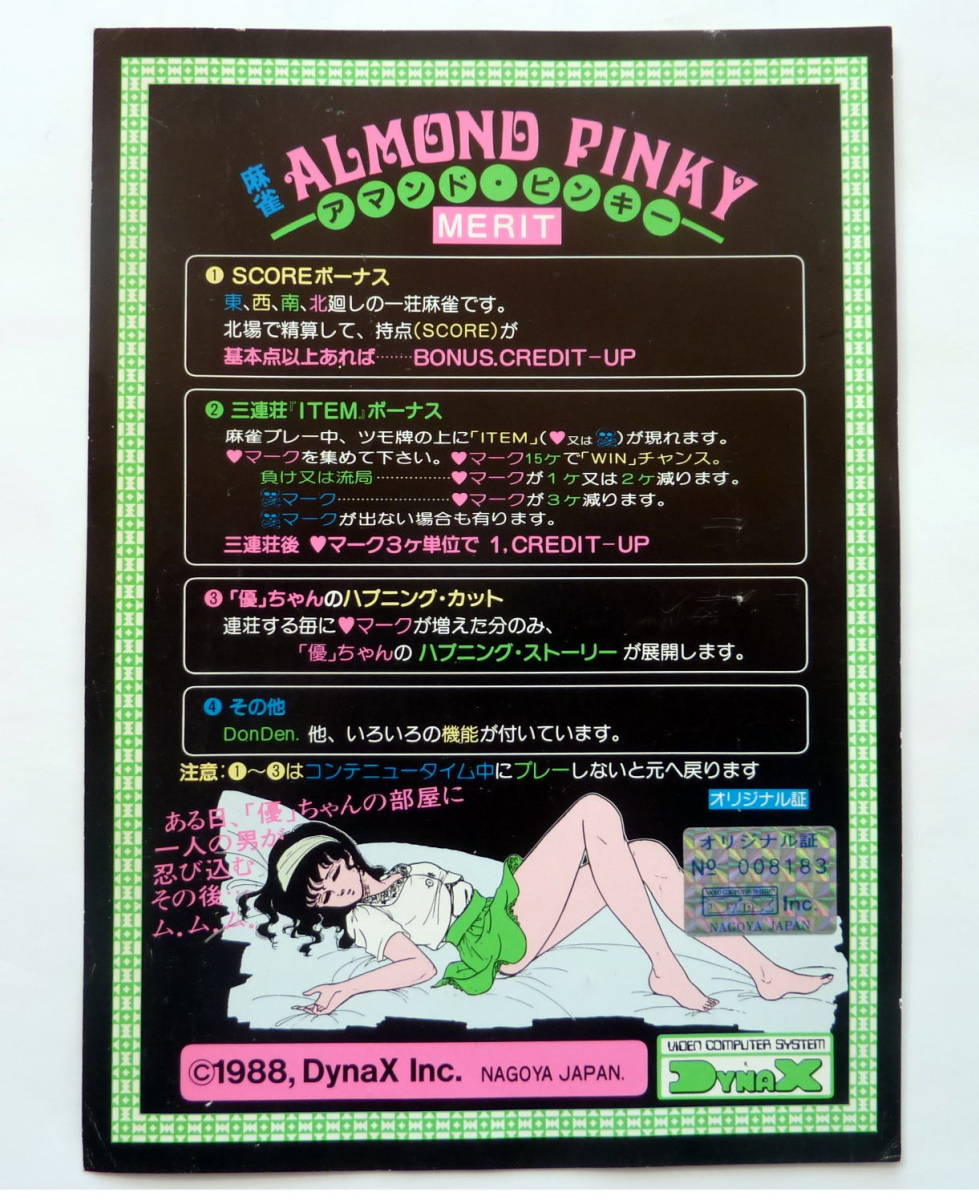 麻雀 ALMOND PINKY
アマンド・ピンキー
MERIT
❶ SCOREボーナス
東、西、南、北廻しの一荘麻雀です。
北場で精算して、持点(SCORE)が
基本点以上あれば……BONUS.CREDIT-UP
❷ 三連荘『ITEM』ボーナス
麻雀プレー中、ツモ牌の上に「ITEM」(♥又は)が現れます。
♥マークを集めて下さい。♥マーク15ヶで「WIN」チャンス。
負け又は流局……………♥マークが1ヶ又は2ヶ減ります。
マーク……………………♥マークが3ヶ減ります。
マークが出ない場合も有ります。
三連荘後 ♥マーク3ヶ単位で 1,CREDIT-UP
❸ 「優」ちゃんのハプニング・カット
連荘する毎に♥マークが増えた分のみ、
「優」ちゃんの ハプニング・ストーリー が展開します。
❹ その他
DonDen. 他、いろいろの機能が付いています。
注意:❶～❸はコンテニュータイム中にプレーしないと元へ戻ります
ある日、「優」ちゃんの部屋に
一人の男が
忍び込む
その後…
ム.ム.ム.
オリジナル証
オリジナル証
No 008183
Inc.
NAGOYA JAPAN
©1988, DynaX Inc. NAGOYA JAPAN.
VIDEO COMPUTER SYSTEM
DYNAX